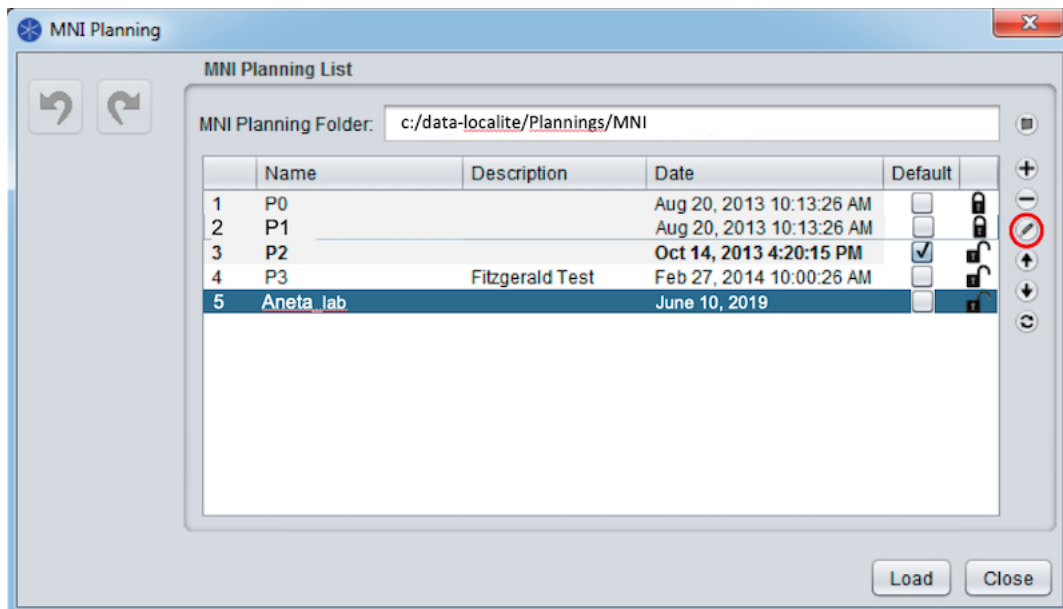 MNI Planning
MNI Planning List
MNI Planning Folder: c:/data-localite/Plannings/MNI
Name Description Date Default
1 P0 Aug 20, 2013 10:13:26 AM
2 P1 Aug 20, 2013 10:13:26 AM
3 P2 Oct 14, 2013 4:20:15 PM
4 P3 Fitzgerald Test Feb 27, 2014 10:00:26 AM
5 Aneta_lab June 10, 2019
Load Close